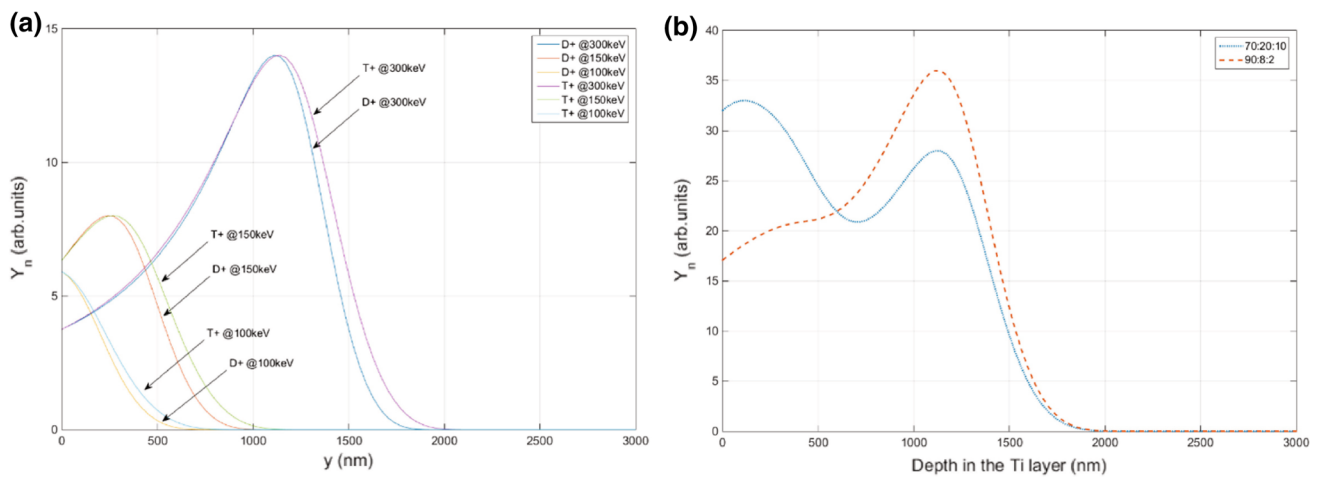 (a)
15
10
5
0
Yn (arb.units)
0 500 1000 1500 2000 2500 3000
y (nm)
D+ @300keV
D+ @150keV
D+ @100keV
T+ @300keV
T+ @150keV
T+ @100keV
T+ @300keV
D+ @300keV
T+ @150keV
D+ @150keV
T+ @100keV
D+ @100keV
(b)
40
35
30
25
20
15
10
5
0
Yn (arb.units)
0 500 1000 1500 2000 2500 3000
Depth in the Ti layer (nm)
70:20:10
90:8:2